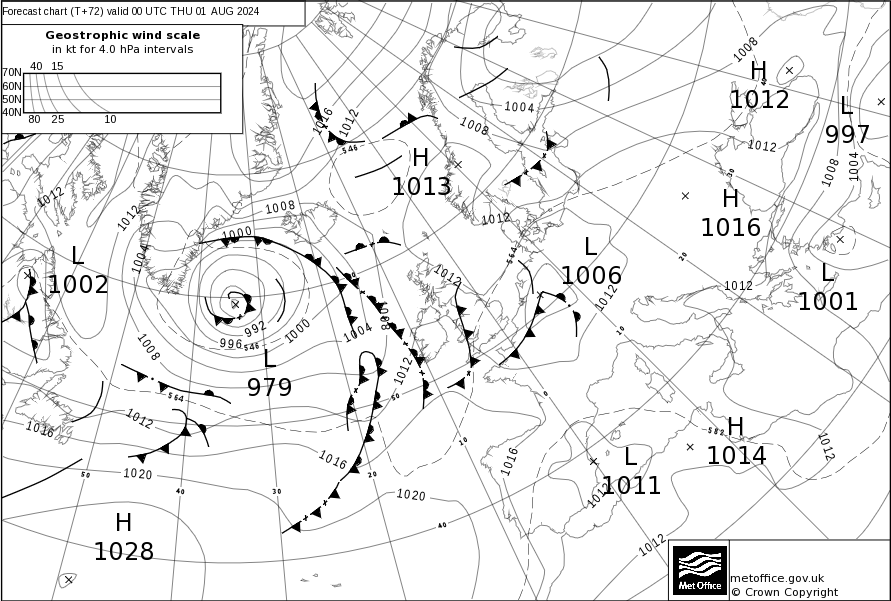 Forecast chart (T+72) valid 00 UTC THU 01 AUG 2024
Geostrophic wind scale
in kt for 4.0 hPa intervals
40 15
70N
60N
50N
40N
80 25 10
1008
H
1012
L
997
1016
1012
1004
1008
546
H
1013
1012
1008
1004
1012
1012
1008
1012
30
H
1016
1000
1004
564
L
1002
L
1006
20
L
1001
1012
1012
1012
50
1008
992
1000
1004
996
546
10
1008
L
979
1012
0
564
50
1012
1016
10
582
H
1014
1012
1016
1016
L
1011
1012
1020
20
50
40
30
1020
40
H
1028
1012
Met Office
metoffice.gov.uk
© Crown Copyright